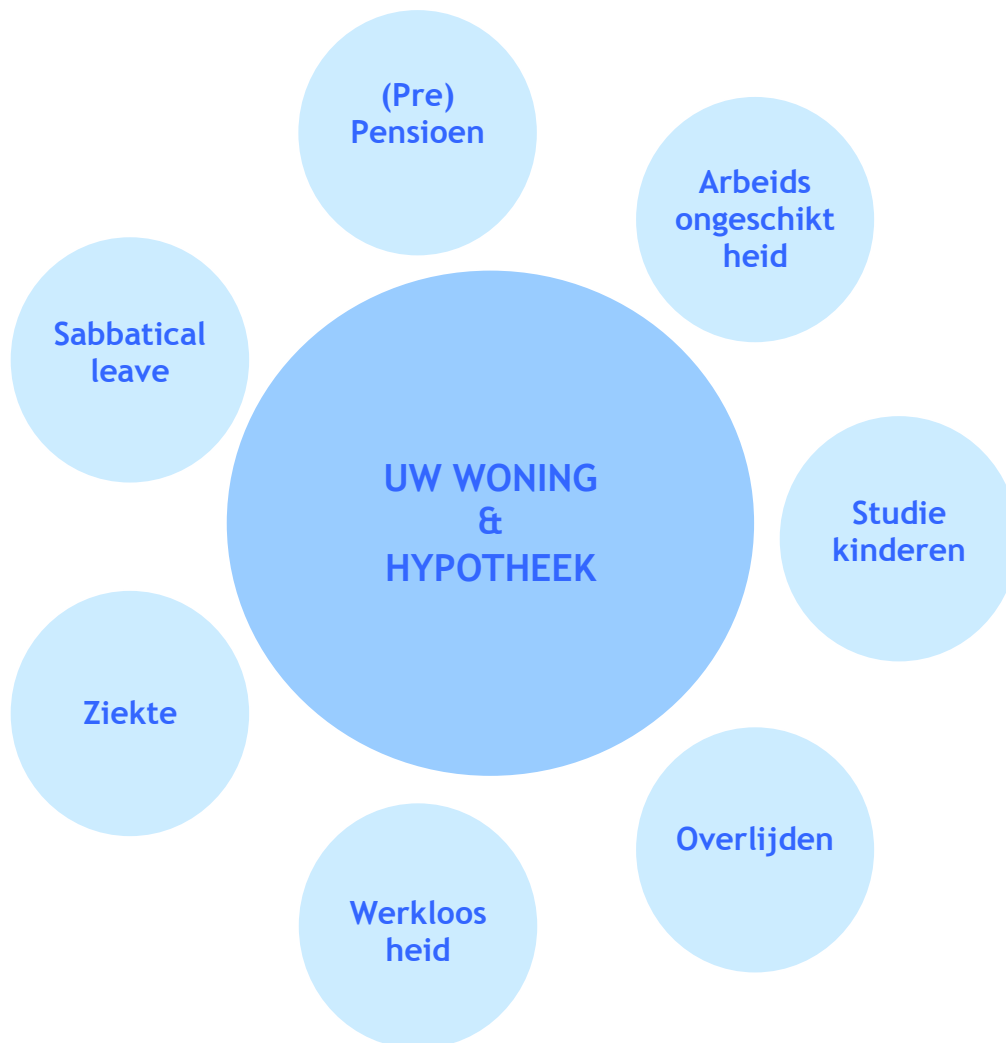 (Pre)
Pensioen
Arbeids
ongeschikt
heid
Sabbatical
leave
UW WONING
&
HYPOTHEEK
Studie
kinderen
Ziekte
Overlijden
Werkloos
heid